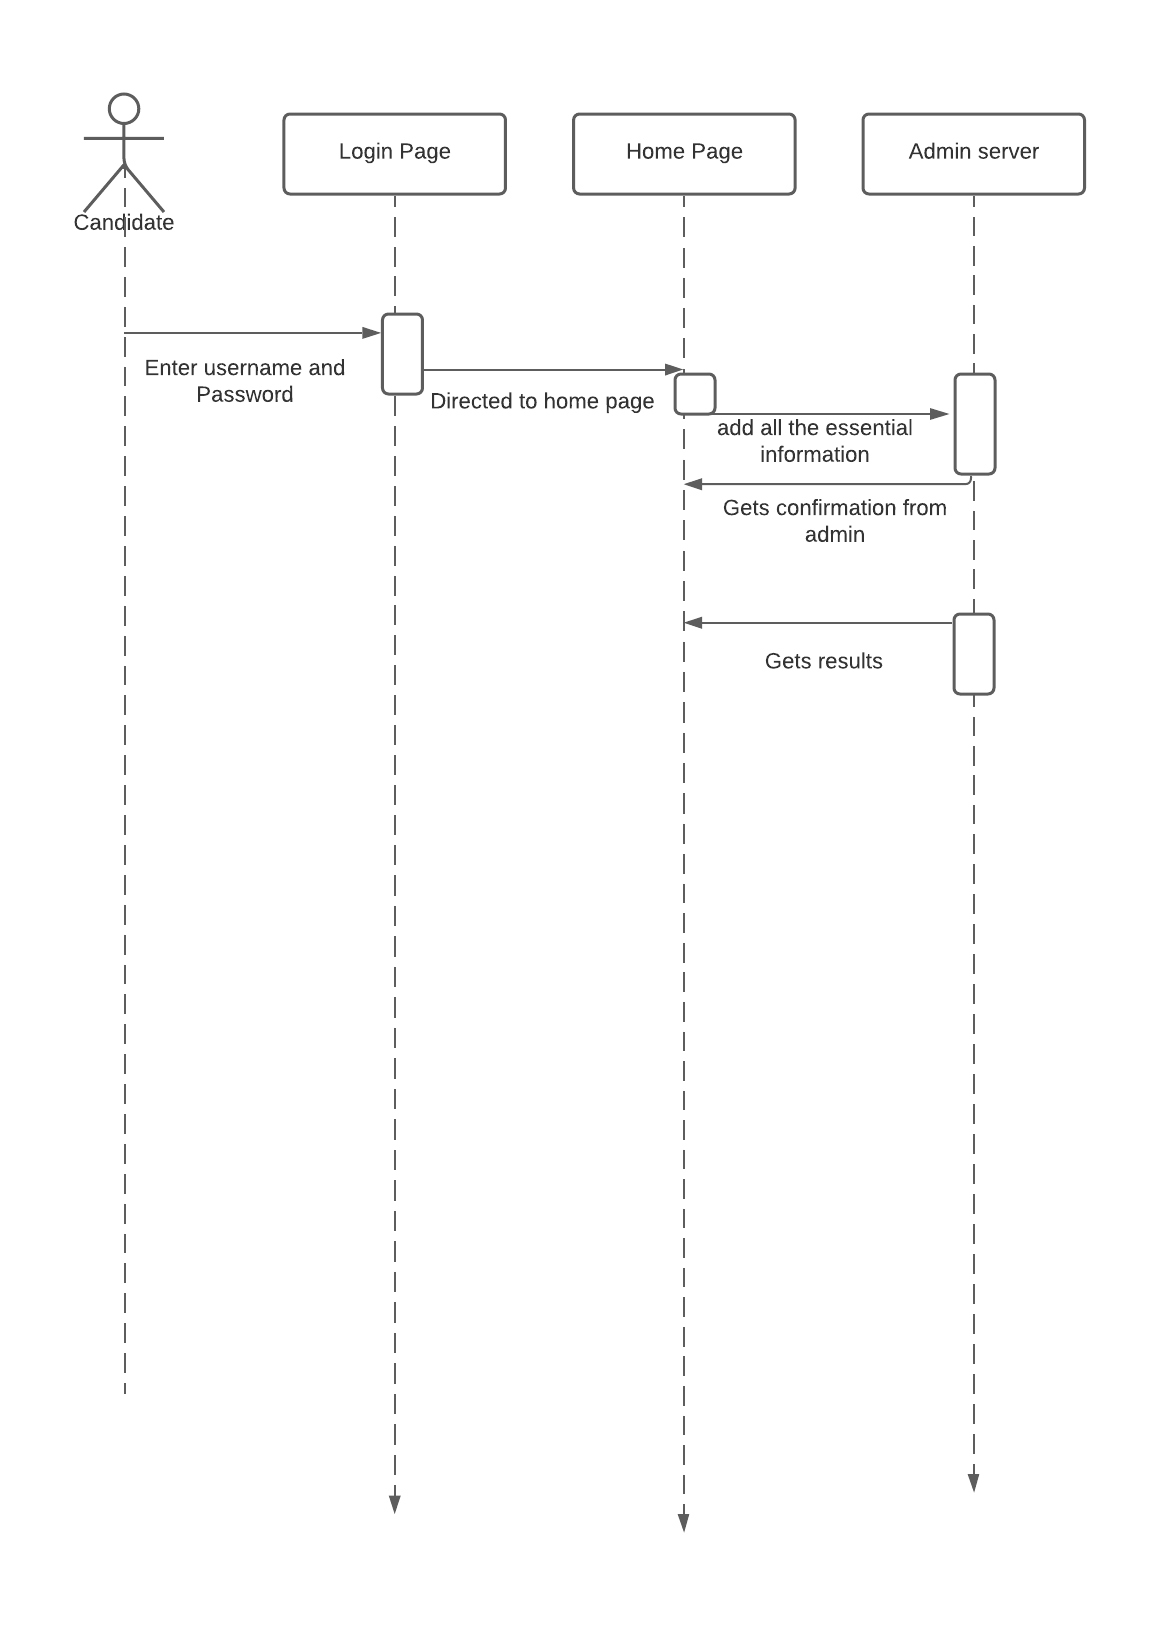 Candidate
Login Page
Home Page
Admin server
Enter username and
Password
Directed to home page
add all the essential
information
Gets confirmation from
admin
Gets results